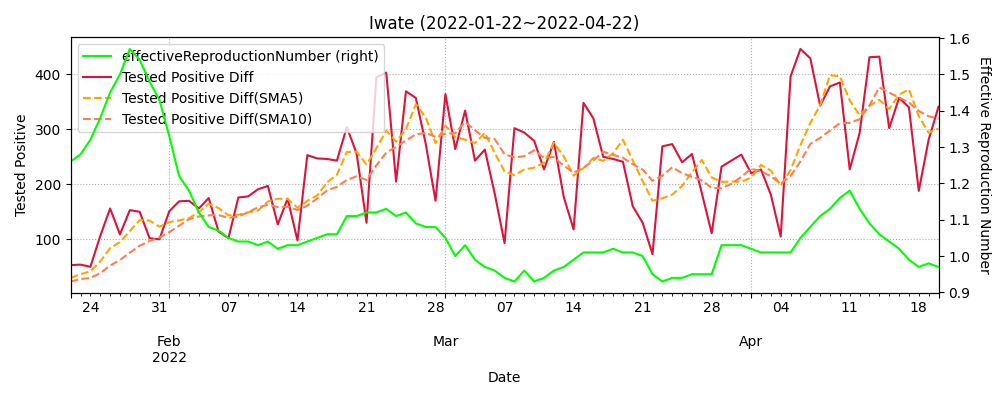 Iwate (2022-01-22~2022-04-22)
effectiveReproductionNumber (right)
Tested Positive Diff
Tested Positive Diff(SMA5)
Tested Positive Diff(SMA10)
Tested Positive
400
300
200
100
1.6
1.5
1.4
1.3
1.2
1.1
1.0
0.9
Effective Reproduction Number
24 31 07 14 21 28 07 14 21 28 04 11 18
Feb Mar Apr
2022
Date